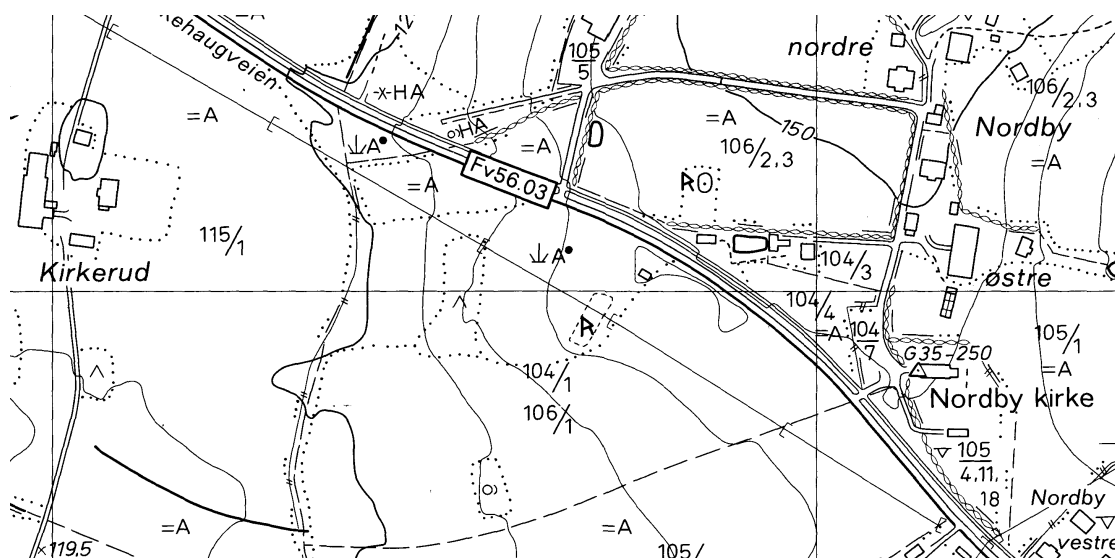 =A
nordre
105
5
-x-HA
106/2,3
=A
HA
=A
150
Nordby
=A
A
=A
106/2,3
=A
Fv56.03
115/1
Kirkerud
A
104/3
østre
104/4
=A
104
7
105/1
G35-250
=A
104/1
106/1
Nordby kirke
105
4,11,
18
Nordby
vestre
=A
=A
×119,5
105/